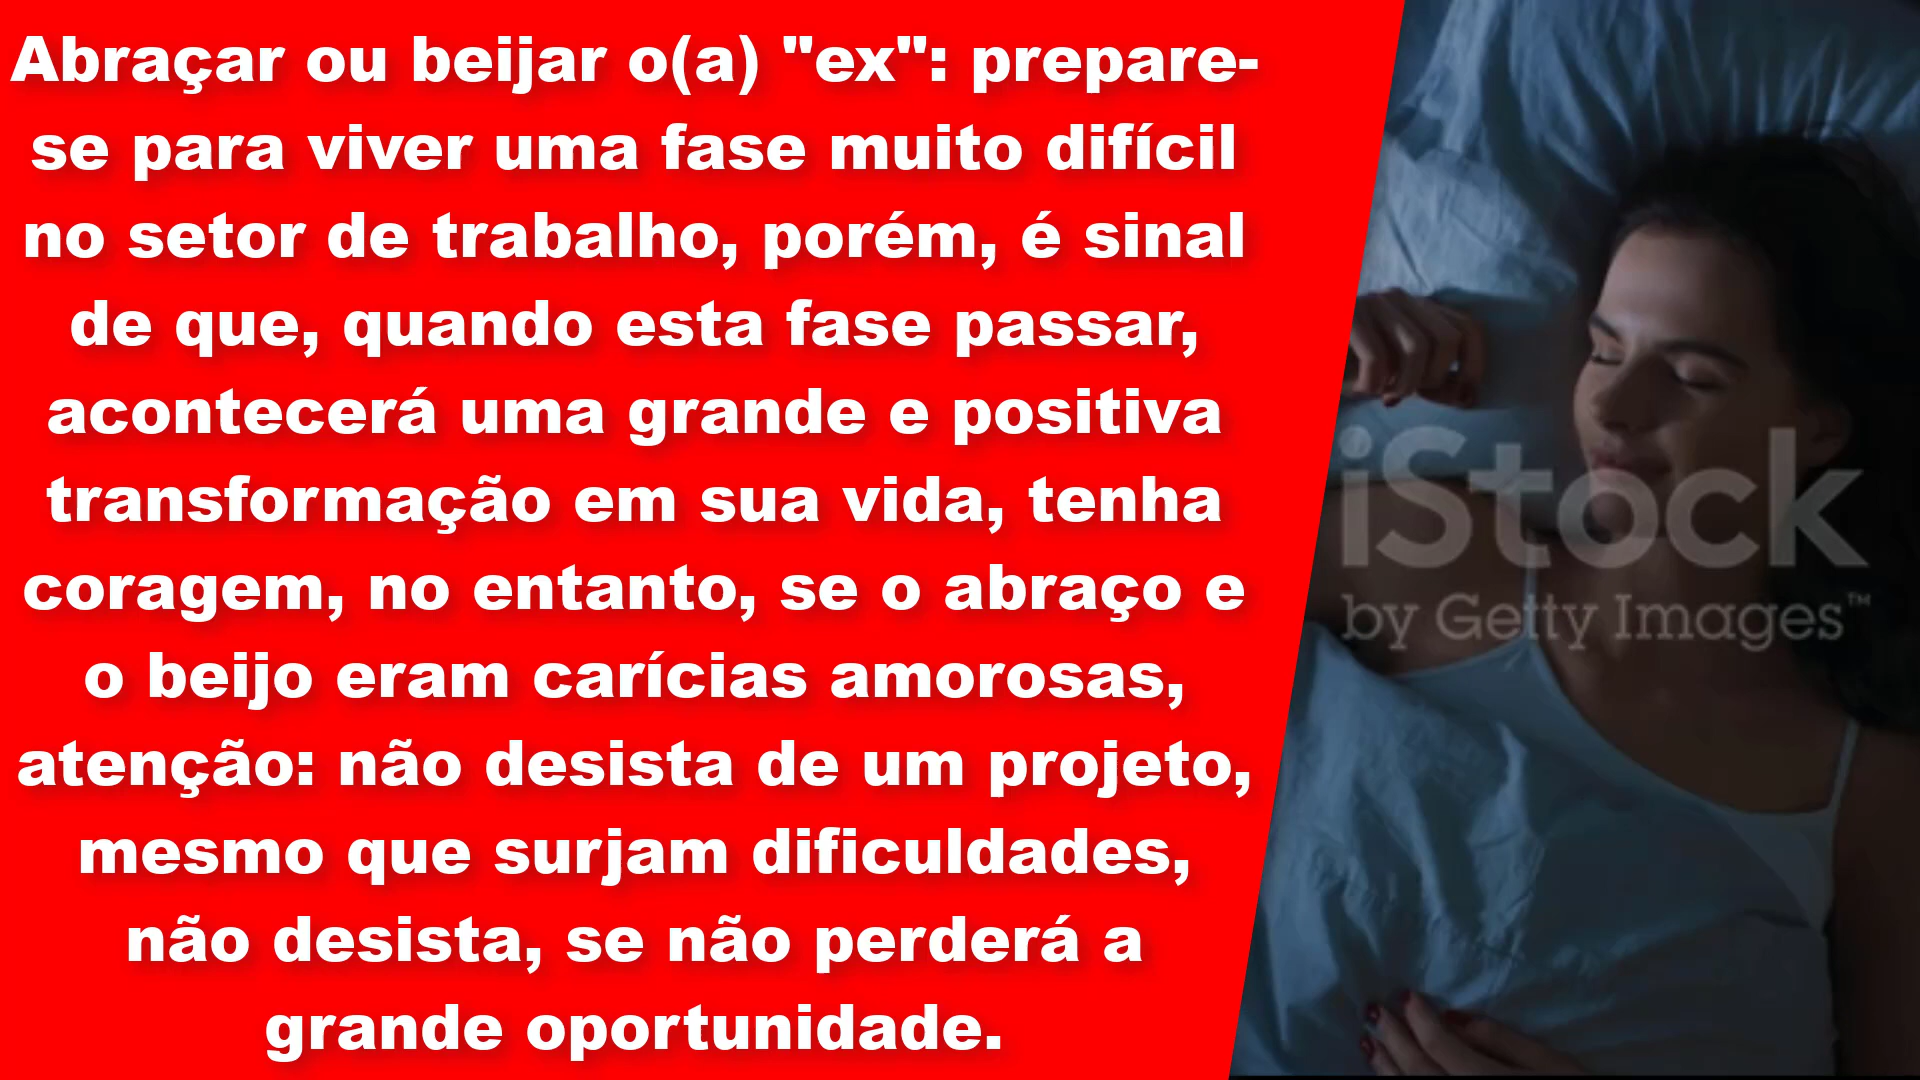 Abraçar ou beijar o(a) "ex": prepare-
se para viver uma fase muito difícil
no setor de trabalho, porém, é sinal
de que, quando esta fase passar,
acontecerá uma grande e positiva
transformação em sua vida, tenha
coragem, no entanto, se o abraço e
o beijo eram carícias amorosas,
atenção: não desista de um projeto,
mesmo que surjam dificuldades,
não desista, se não perderá a
grande oportunidade.
iStock
by Getty Images™